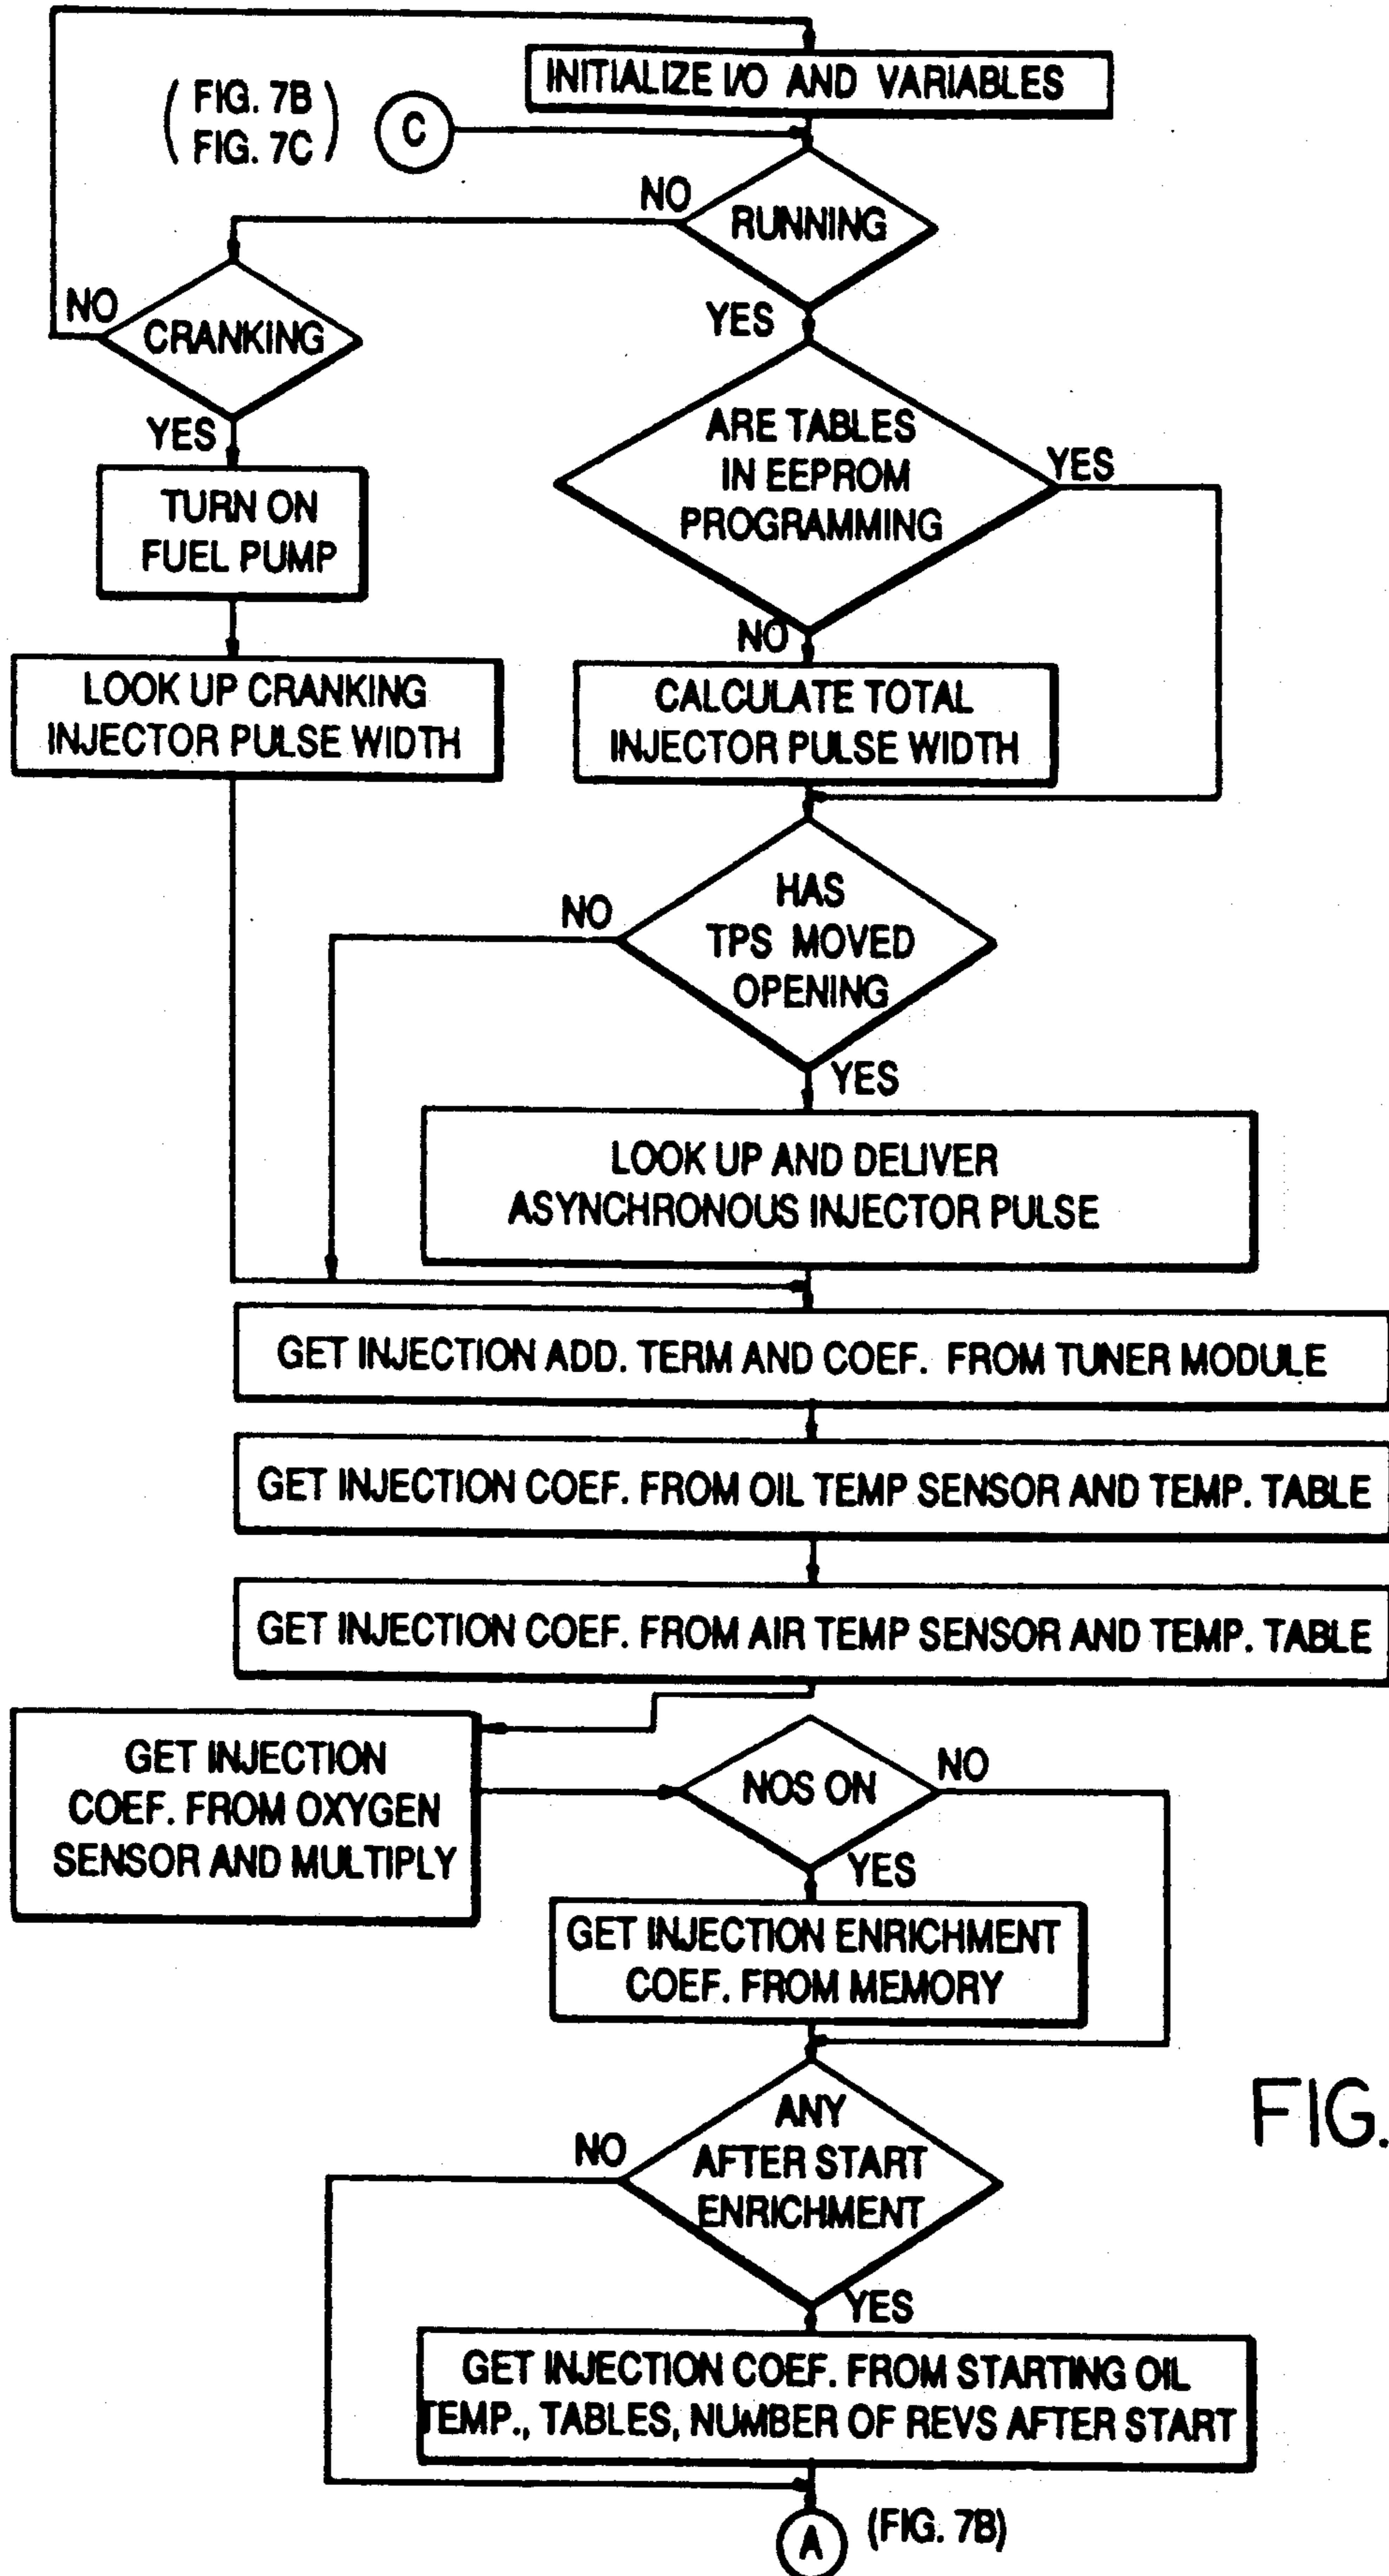 INITIALIZE I/O AND VARIABLES
( FIG. 7B
FIG. 7C )
C
NO
RUNNING
YES
NO
CRANKING
YES
TURN ON
FUEL PUMP
LOOK UP CRANKING
INJECTOR PULSE WIDTH
ARE TABLES
IN EEPROM
PROGRAMMING
YES
NO
CALCULATE TOTAL
INJECTOR PULSE WIDTH
HAS
TPS MOVED
OPENING
NO
YES
LOOK UP AND DELIVER
ASYNCHRONOUS INJECTOR PULSE
GET INJECTION ADD. TERM AND COEF. FROM TUNER MODULE
GET INJECTION COEF. FROM OIL TEMP SENSOR AND TEMP. TABLE
GET INJECTION COEF. FROM AIR TEMP SENSOR AND TEMP. TABLE
GET INJECTION
COEF. FROM OXYGEN
SENSOR AND MULTIPLY
NOS ON
NO
YES
GET INJECTION ENRICHMENT
COEF. FROM MEMORY
ANY
AFTER START
ENRICHMENT
NO
YES
GET INJECTION COEF. FROM STARTING OIL
TEMP., TABLES, NUMBER OF REVS AFTER START
A
(FIG. 7B)
FIG.